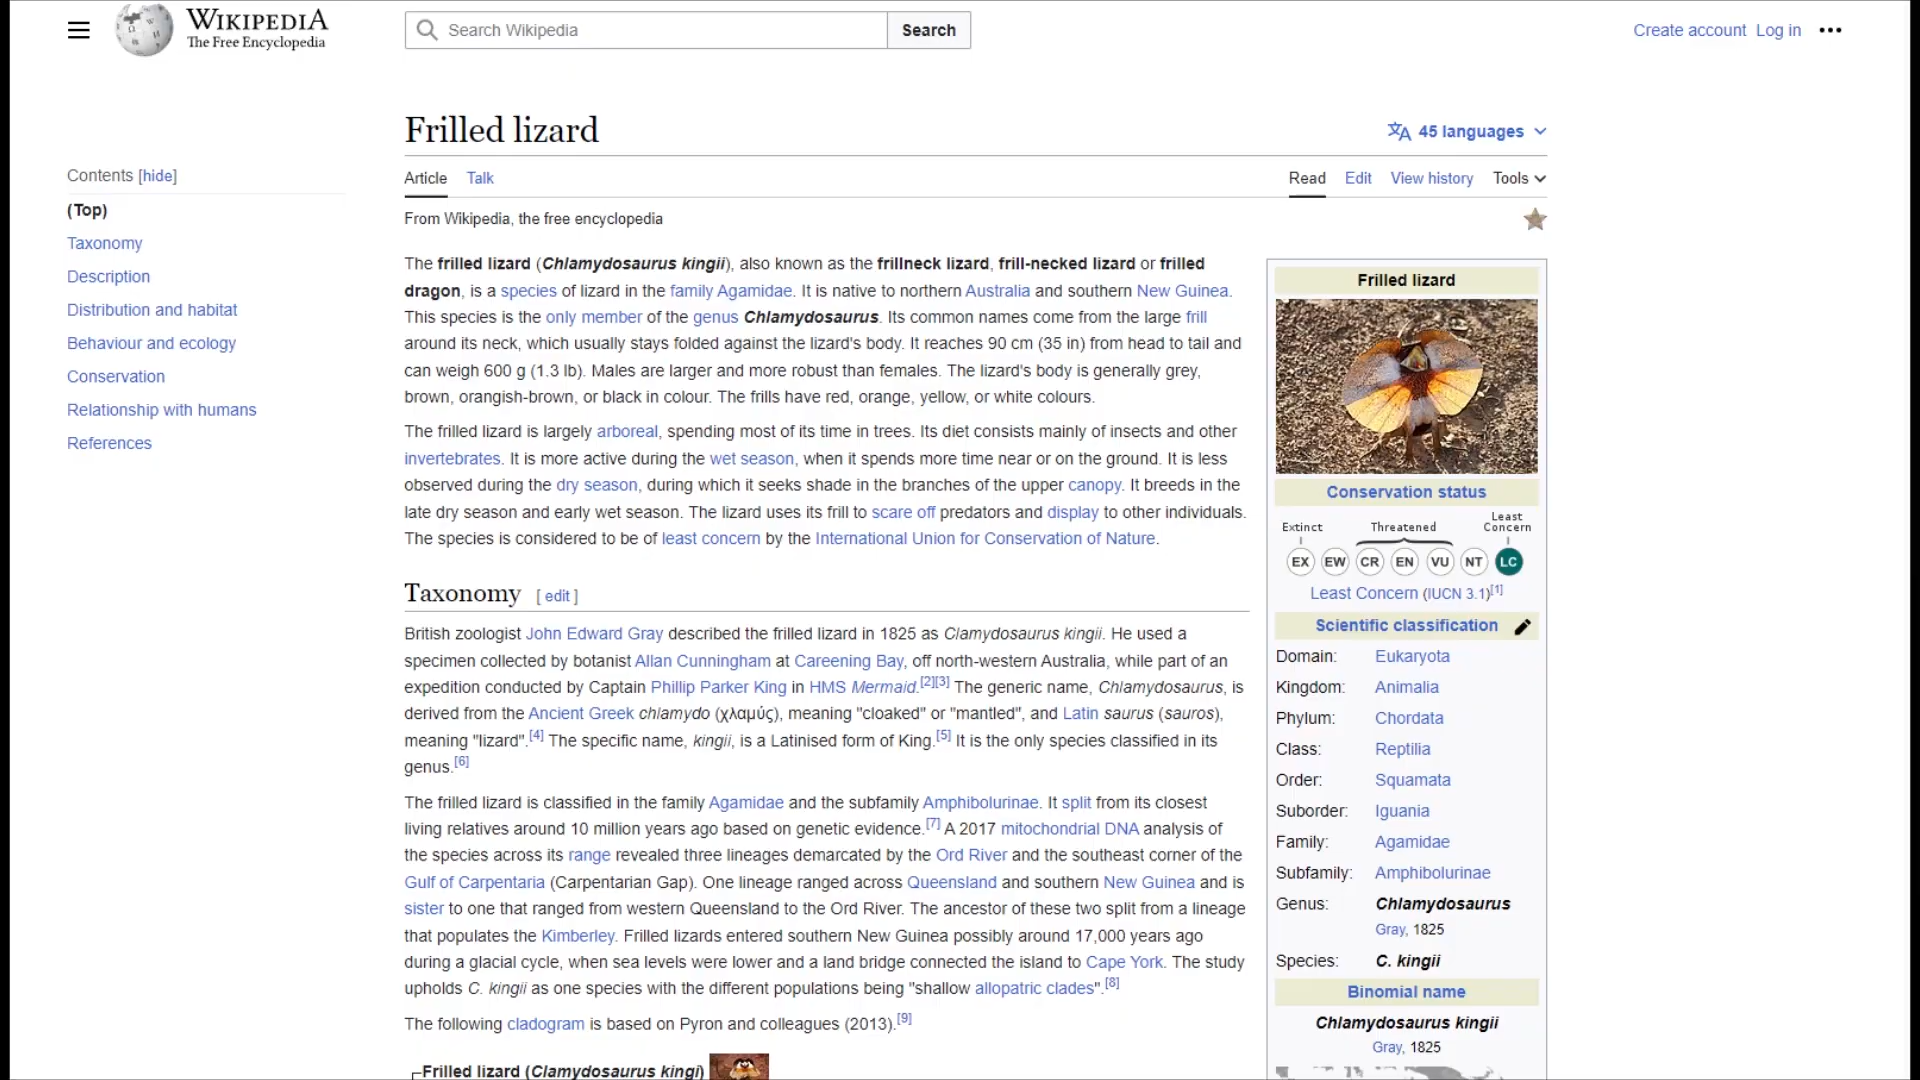 WIKIPEDIA
The Free Encyclopedia
Search Wikipedia
Search
Create account Log in
Contents [hide]
(Top)
Taxonomy
Description
Distribution and habitat
Behaviour and ecology
Conservation
Relationship with humans
References
Frilled lizard
45 languages
Article Talk
Read Edit View history Tools
From Wikipedia, the free encyclopedia
The frilled lizard (Chlamydosaurus kingii), also known as the frillneck lizard, frill-necked lizard or frilled
dragon, is a species of lizard in the family Agamidae. It is native to northern Australia and southern New Guinea.
This species is the only member of the genus Chlamydosaurus. Its common names come from the large frill
around its neck, which usually stays folded against the lizard's body. It reaches 90 cm (35 in) from head to tail and
can weigh 600 g (1.3 lb). Males are larger and more robust than females. The lizard's body is generally grey,
brown, orangish-brown, or black in colour. The frills have red, orange, yellow, or white colours.
The frilled lizard is largely arboreal, spending most of its time in trees. Its diet consists mainly of insects and other
invertebrates. It is more active during the wet season, when it spends more time near or on the ground. It is less
observed during the dry season, during which it seeks shade in the branches of the upper canopy. It breeds in the
late dry season and early wet season. The lizard uses its frill to scare off predators and display to other individuals.
The species is considered to be of least concern by the International Union for Conservation of Nature.
Taxonomy [ edit ]
British zoologist John Edward Gray described the frilled lizard in 1825 as Clamydosaurus kingii. He used a
specimen collected by botanist Allan Cunningham at Careening Bay, off north-western Australia, while part of an
expedition conducted by Captain Phillip Parker King in HMS Mermaid.[2][3] The generic name, Chlamydosaurus, is
derived from the Ancient Greek chlamydo (χλαμύς), meaning "cloaked" or "mantled", and Latin saurus (sauros),
meaning "lizard".[4] The specific name, kingii, is a Latinised form of King.[5] It is the only species classified in its
genus.[6]
The frilled lizard is classified in the family Agamidae and the subfamily Amphibolurinae. It split from its closest
living relatives around 10 million years ago based on genetic evidence.[7] A 2017 mitochondrial DNA analysis of
the species across its range revealed three lineages demarcated by the Ord River and the southeast corner of the
Gulf of Carpentaria (Carpentarian Gap). One lineage ranged across Queensland and southern New Guinea and is
sister to one that ranged from western Queensland to the Ord River. The ancestor of these two split from a lineage
that populates the Kimberley. Frilled lizards entered southern New Guinea possibly around 17,000 years ago
during a glacial cycle, when sea levels were lower and a land bridge connected the island to Cape York. The study
upholds C. kingii as one species with the different populations being "shallow allopatric clades".[8]
The following cladogram is based on Pyron and colleagues (2013).[9]
Frilled lizard (Clamydosaurus kingi)
Frilled lizard
Conservation status
Extinct Threatened Least
Concern
EX EW CR EN VU NT LC
Least Concern (IUCN 3.1)[1]
Scientific classification
Domain: Eukaryota
Kingdom: Animalia
Phylum: Chordata
Class: Reptilia
Order: Squamata
Suborder: Iguania
Family: Agamidae
Subfamily: Amphibolurinae
Genus: Chlamydosaurus
Gray, 1825
Species: C. kingii
Binomial name
Chlamydosaurus kingii
Gray, 1825